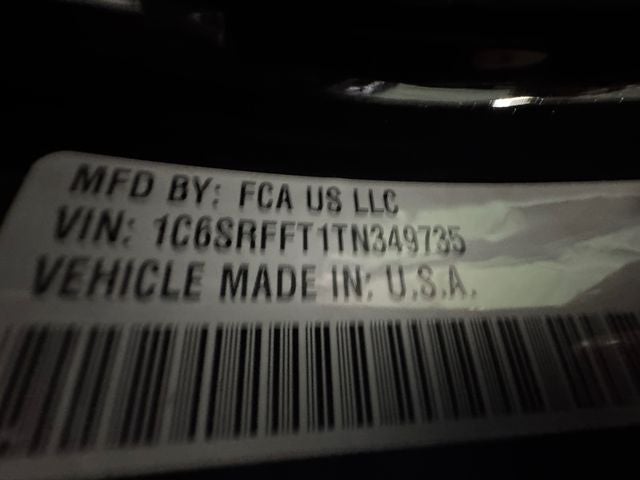 MFD BY: FCA US LLC
VIN: 1C6SRFFT1TN349735
VEHICLE MADE IN: U.S.A.